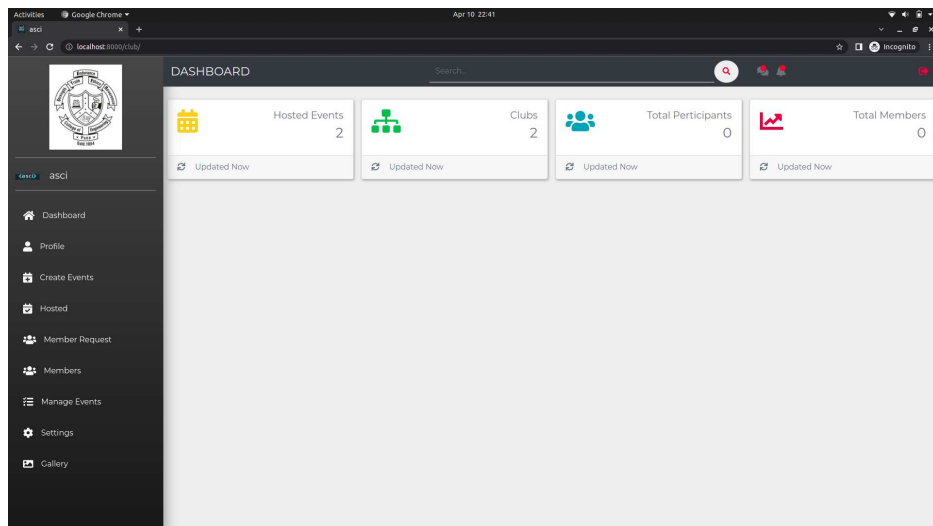 Activities Google Chrome Apr 10 22:41
asci
localhost:8000/club/ Incognito
DASHBOARD Search...
asci
Dashboard
Profile
Create Events
Hosted
Member Request
Members
Manage Events
Settings
Gallery
Hosted Events
2
Updated Now
Clubs
2
Updated Now
Total Participants
0
Updated Now
Total Members
0
Updated Now